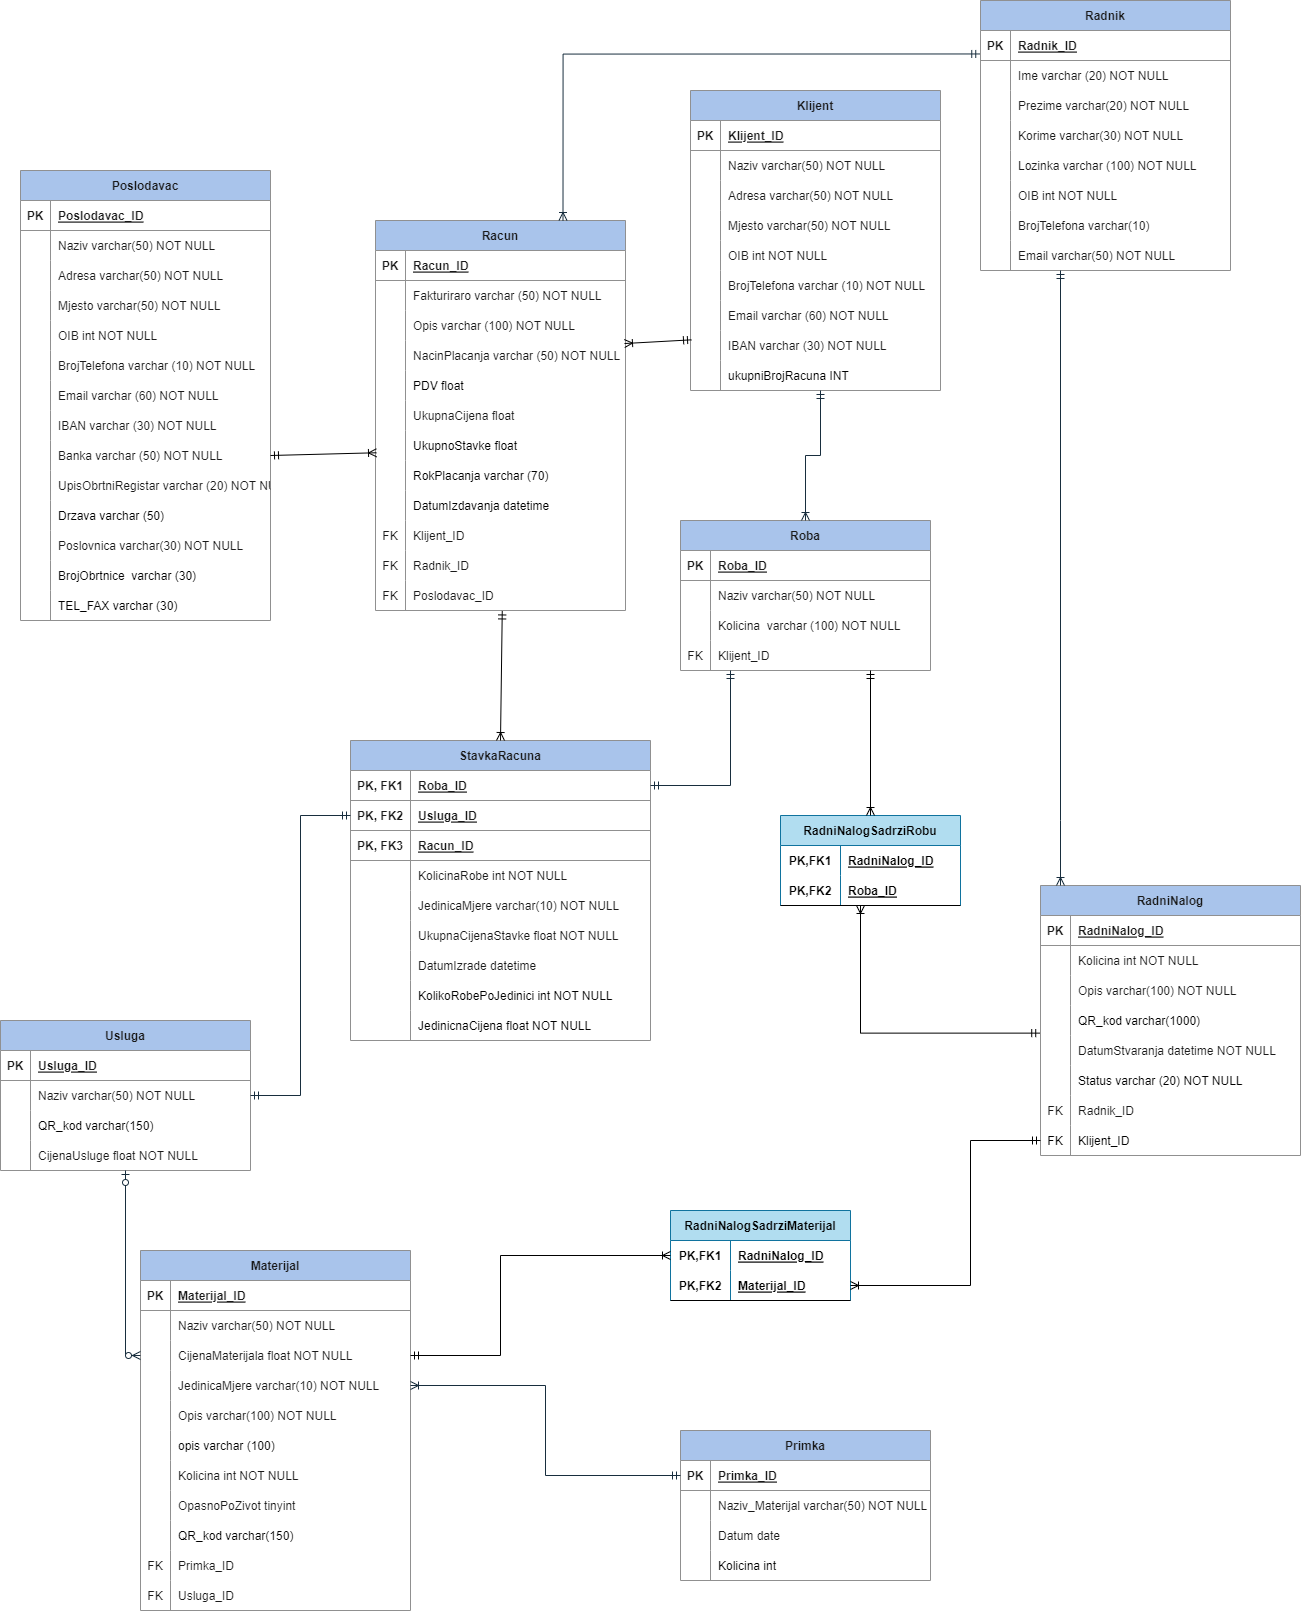 Radnik
PK Radnik_ID
Ime varchar (20) NOT NULL
Prezime varchar(20) NOT NULL
Korime varchar(30) NOT NULL
Lozinka varchar (100) NOT NULL
OIB int NOT NULL
BrojTelefona varchar(10)
Email varchar(50) NOT NULL
Klijent
PK Klijent_ID
Naziv varchar(50) NOT NULL
Adresa varchar(50) NOT NULL
Mjesto varchar(50) NOT NULL
OIB int NOT NULL
BrojTelefona varchar (10) NOT NULL
Email varchar (60) NOT NULL
IBAN varchar (30) NOT NULL
ukupniBrojRacuna INT
Poslodavac
PK Poslodavac_ID
Naziv varchar(50) NOT NULL
Adresa varchar(50) NOT NULL
Mjesto varchar(50) NOT NULL
OIB int NOT NULL
BrojTelefona varchar (10) NOT NULL
Email varchar (60) NOT NULL
IBAN varchar (30) NOT NULL
Banka varchar (50) NOT NULL
UpisObrtniRegistar varchar (20) NOT NU
Drzava varchar (50)
Poslovnica varchar(30) NOT NULL
BrojObrtnice varchar (30)
TEL_FAX varchar (30)
Racun
PK Racun_ID
Fakturiraro varchar (50) NOT NULL
Opis varchar (100) NOT NULL
NacinPlacanja varchar (50) NOT NULL
PDV float
UkupnaCijena float
UkupnoStavke float
RokPlacanja varchar (70)
DatumIzdavanja datetime
FK Klijent_ID
FK Radnik_ID
FK Poslodavac_ID
Roba
PK Roba_ID
Naziv varchar(50) NOT NULL
Kolicina varchar (100) NOT NULL
FK Klijent_ID
StavkaRacuna
PK, FK1 Roba_ID
PK, FK2 Usluga_ID
PK, FK3 Racun_ID
KolicinaRobe int NOT NULL
JedinicaMjere varchar(10) NOT NULL
UkupnaCijenaStavke float NOT NULL
DatumIzrade datetime
KolikoRobePoJedinici int NOT NULL
JedinicnaCijena float NOT NULL
RadniNalogSadrziRobu
PK,FK1 RadniNalog_ID
PK,FK2 Roba_ID
RadniNalog
PK RadniNalog_ID
Kolicina int NOT NULL
Opis varchar(100) NOT NULL
QR_kod varchar(1000)
DatumStvaranja datetime NOT NULL
Status varchar (20) NOT NULL
FK Radnik_ID
FK Klijent_ID
Usluga
PK Usluga_ID
Naziv varchar(50) NOT NULL
QR_kod varchar(150)
CijenaUsluge float NOT NULL
RadniNalogSadrziMaterijal
PK,FK1 RadniNalog_ID
PK,FK2 Materijal_ID
Materijal
PK Materijal_ID
Naziv varchar(50) NOT NULL
CijenaMaterijala float NOT NULL
JedinicaMjere varchar(10) NOT NULL
Opis varchar(100) NOT NULL
opis varchar (100)
Kolicina int NOT NULL
OpasnoPoZivot tinyint
QR_kod varchar(150)
FK Primka_ID
FK Usluga_ID
Primka
PK Primka_ID
Naziv_Materijal varchar(50) NOT NULL
Datum date
Kolicina int